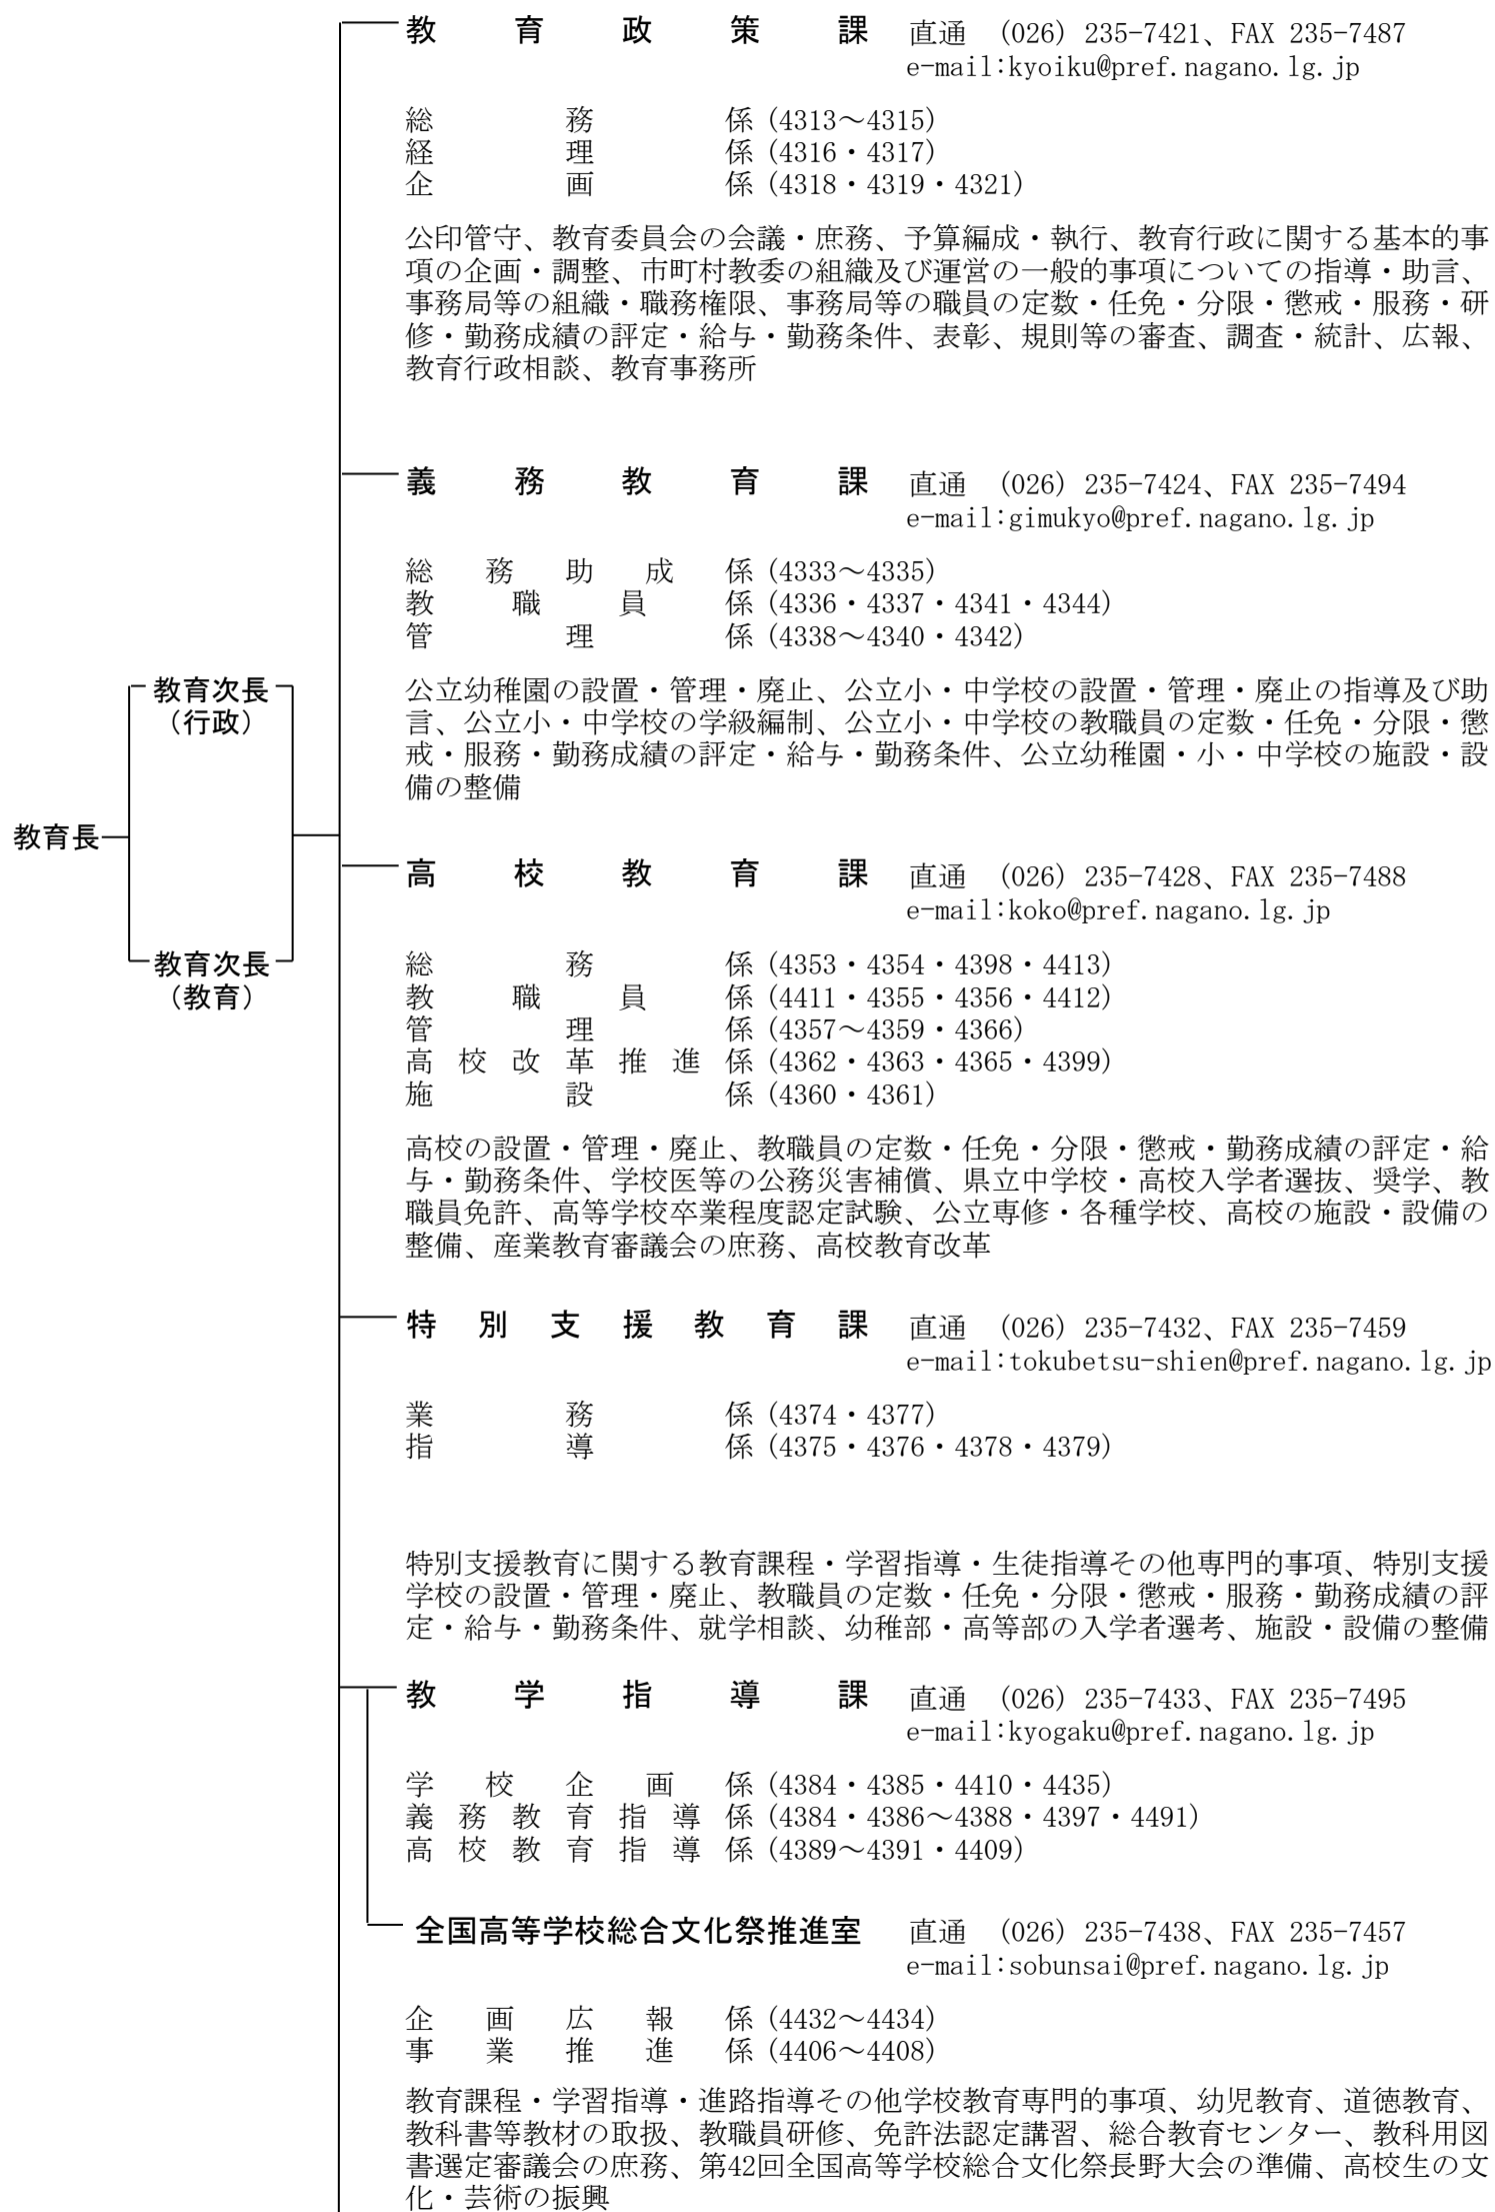 教育長
教育次長
（行政）
教育次長
（教育）
教育政策課 直通 (026) 235-7421、FAX 235-7487
e-mail:kyoiku@pref.nagano.lg.jp
総務係 (4313～4315)
経理係 (4316・4317)
企画係 (4318・4319・4321)
公印管守、教育委員会の会議・庶務、予算編成・執行、教育行政に関する基本的事
項の企画・調整、市町村教委の組織及び運営の一般的事項についての指導・助言、
事務局等の組織・職務権限、事務局等の職員の定数・任免・分限・懲戒・服務・研
修・勤務成績の評定・給与・勤務条件、表彰、規則等の審査、調査・統計、広報、
教育行政相談、教育事務所
義務教育課 直通 (026) 235-7424、FAX 235-7494
e-mail:gimukyo@pref.nagano.lg.jp
総務助成係 (4333～4335)
教職員係 (4336・4337・4341・4344)
管理係 (4338～4340・4342)
公立幼稚園の設置・管理・廃止、公立小・中学校の設置・管理・廃止の指導及び助
言、公立小・中学校の学級編制、公立小・中学校の教職員の定数・任免・分限・懲
戒・服務・勤務成績の評定・給与・勤務条件、公立幼稚園・小・中学校の施設・設
備の整備
高校教育課 直通 (026) 235-7428、FAX 235-7488
e-mail:koko@pref.nagano.lg.jp
総務係 (4353・4354・4398・4413)
教職員係 (4411・4355・4356・4412)
管理係 (4357～4359・4366)
高校改革推進係 (4362・4363・4365・4399)
施設係 (4360・4361)
高校の設置・管理・廃止、教職員の定数・任免・分限・懲戒・勤務成績の評定・給
与・勤務条件、学校医等の公務災害補償、県立中学校・高校入学者選抜、奨学、教
職員免許、高等学校卒業程度認定試験、公立専修・各種学校、高校の施設・設備の
整備、産業教育審議会の庶務、高校教育改革
特別支援教育課 直通 (026) 235-7432、FAX 235-7459
e-mail:tokubetsu-shien@pref.nagano.lg.jp
業務係 (4374・4377)
指導係 (4375・4376・4378・4379)
特別支援教育に関する教育課程・学習指導・生徒指導その他専門的事項、特別支援
学校の設置・管理・廃止、教職員の定数・任免・分限・懲戒・服務・勤務成績の評
定・給与・勤務条件、就学相談、幼稚部・高等部の入学者選考、施設・設備の整備
教学指導課 直通 (026) 235-7433、FAX 235-7495
e-mail:kyogaku@pref.nagano.lg.jp
学校企画係 (4384・4385・4410・4435)
義務教育指導係 (4384・4386～4388・4397・4491)
高校教育指導係 (4389～4391・4409)
全国高等学校総合文化祭推進室 直通 (026) 235-7438、FAX 235-7457
e-mail:sobunsai@pref.nagano.lg.jp
企画広報係 (4432～4434)
事業推進係 (4406～4408)
教育課程・学習指導・進路指導その他学校教育専門的事項、幼児教育、道徳教育、
教科書等教材の取扱、教職員研修、免許法認定講習、総合教育センター、教科用図
書選定審議会の庶務、第42回全国高等学校総合文化祭長野大会の準備、高校生の文
化・芸術の振興